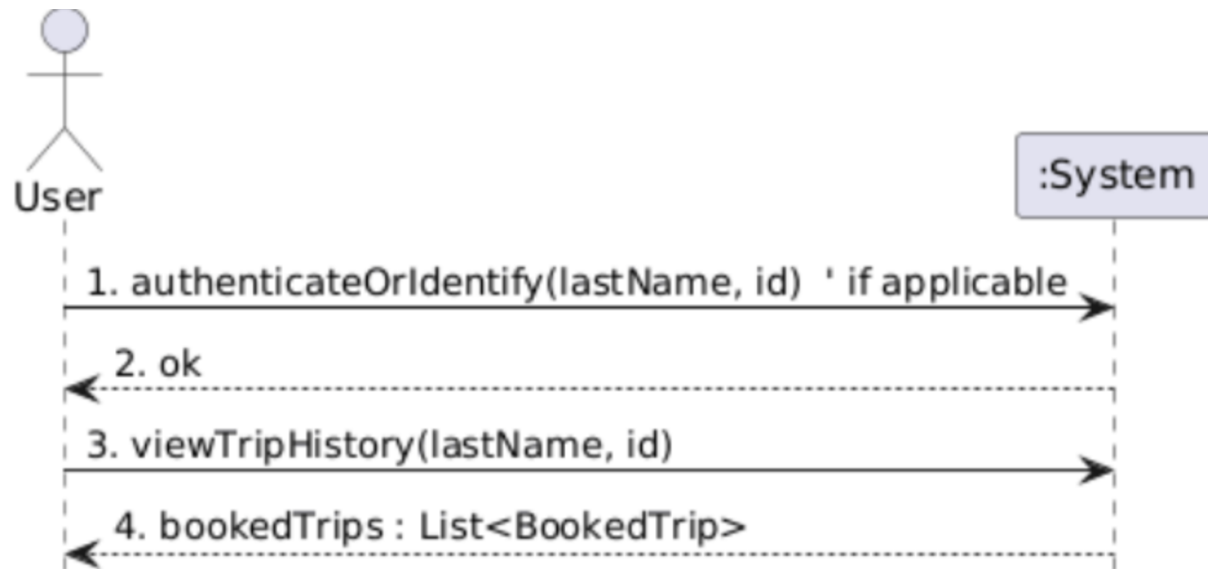 User
:System
1. authenticateOrIdentify(lastName, id)  ' if applicable
2. ok
3. viewTripHistory(lastName, id)
4. bookedTrips : List<BookedTrip>